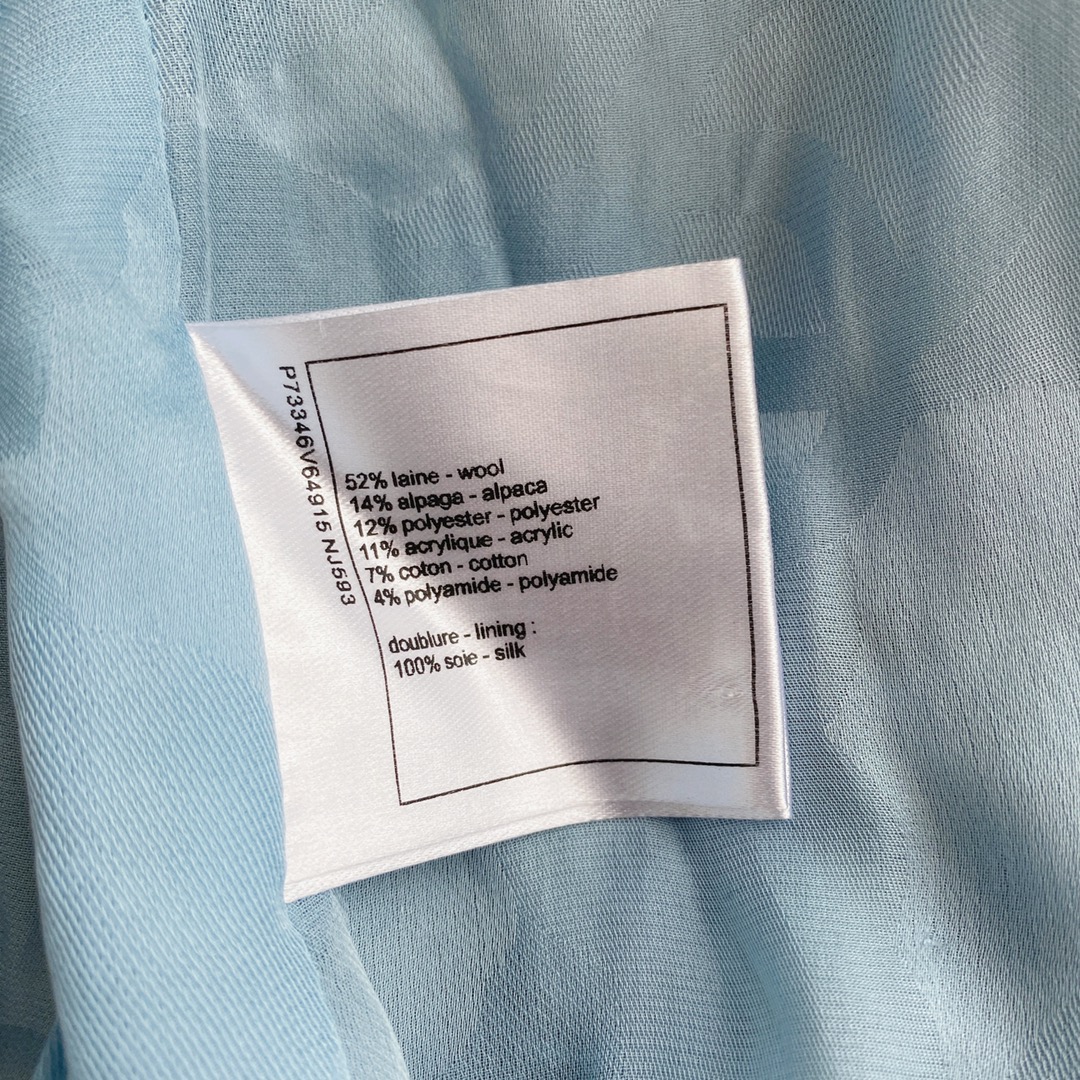 P73346V64915 NJ593
52% laine - wool
14% alpaga - alpaca
12% polyester - polyester
11% acrylique - acrylic
7% coton - cotton
4% polyamide - polyamide
doublure - lining :
100% soie - silk